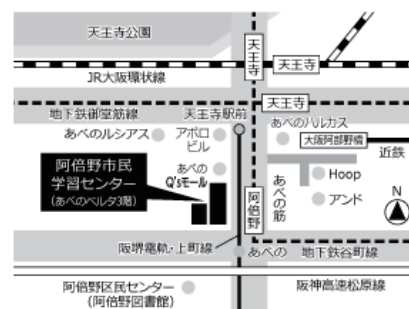 天王寺公園
天王寺
天王寺
JR大阪環状線
天王寺
地下鉄御堂筋線
天王寺駅前
あべのハルカス
あべのルシアス
アポロ
ビル
大阪阿部野橋
近鉄
阿倍野市民
学習センター
(あべのベルタ3階)
あべの
Q'sモール
あべの筋
Hoop
アンド
N
阿倍野
阪堺電軌・上町線
あべの
地下鉄谷町線
阪神高速松原線
阿倍野区民センター
(阿倍野図書館)